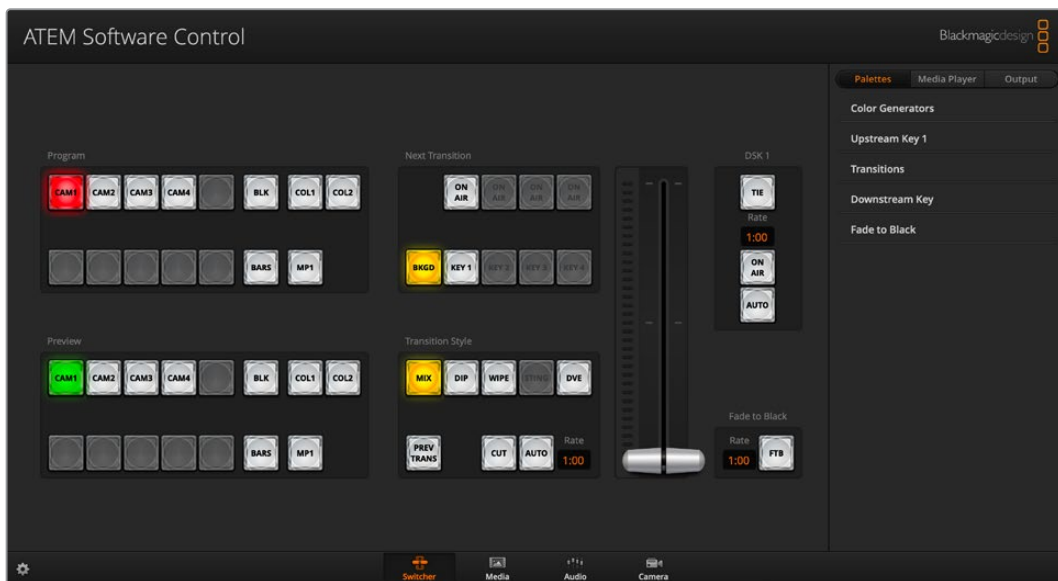 ATEM Software Control
Blackmagicdesign
Palettes Media Player Output
Color Generators
Upstream Key 1
Transitions
Downstream Key
Fade to Black
Program
CAM1 CAM2 CAM3 CAM4 BLK COL1 COL2
BARS MP1
Next Transition
ON AIR ON AIR ON AIR ON AIR
BKGD KEY 1 KEY 2 KEY 3 KEY 4
DSK 1
TIE
Rate
1:00
ON AIR
AUTO
Preview
CAM1 CAM2 CAM3 CAM4 BLK COL1 COL2
BARS MP1
Transition Style
MIX DIP WIPE STING DVE
PREV TRANS CUT AUTO
Rate
1:00
Fade to Black
Rate
1:00 FTB
Switcher Media Audio Camera